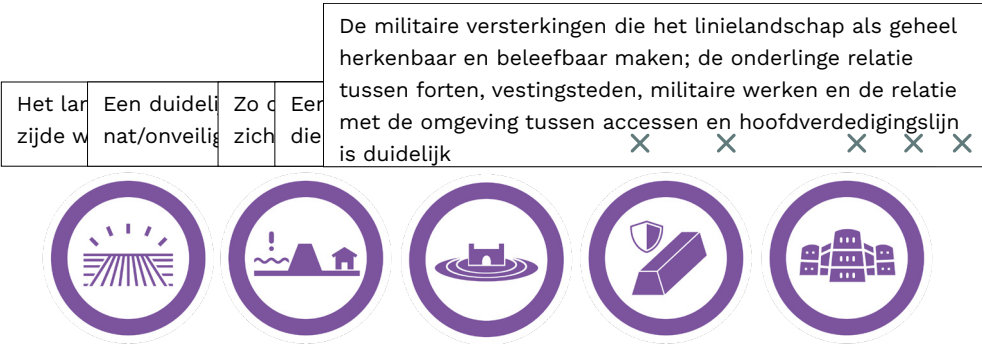 Het
zijde
Een duideli
nat/onveilig
Zo
zich
Een
die
De militaire versterkingen die het linielandschap als geheel
herkenbaar en beleefbaar maken; de onderlinge relatie
tussen forten, vestingsteden, militaire werken en de relatie
met de omgeving tussen accessen en hoofdverdedigingslijn
is duidelijk